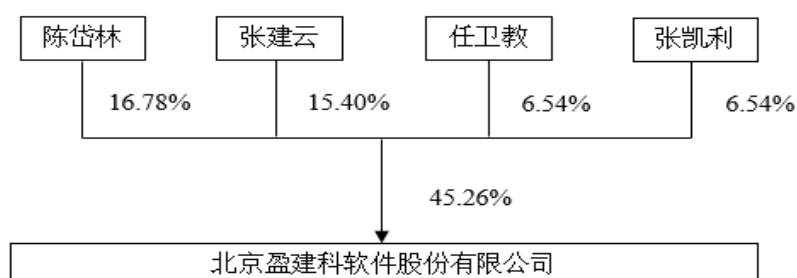 陈岱林 张建云 任卫教 张凯利
16.78% 15.40% 6.54% 6.54%
45.26%
北京盈建科软件股份有限公司